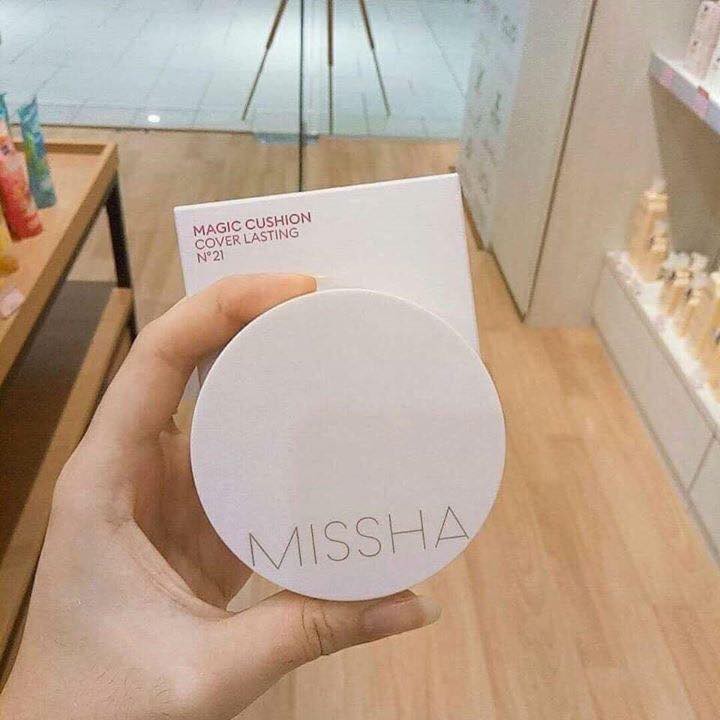 MAGIC CUSHION
COVER LASTING
N°21
MISSHA